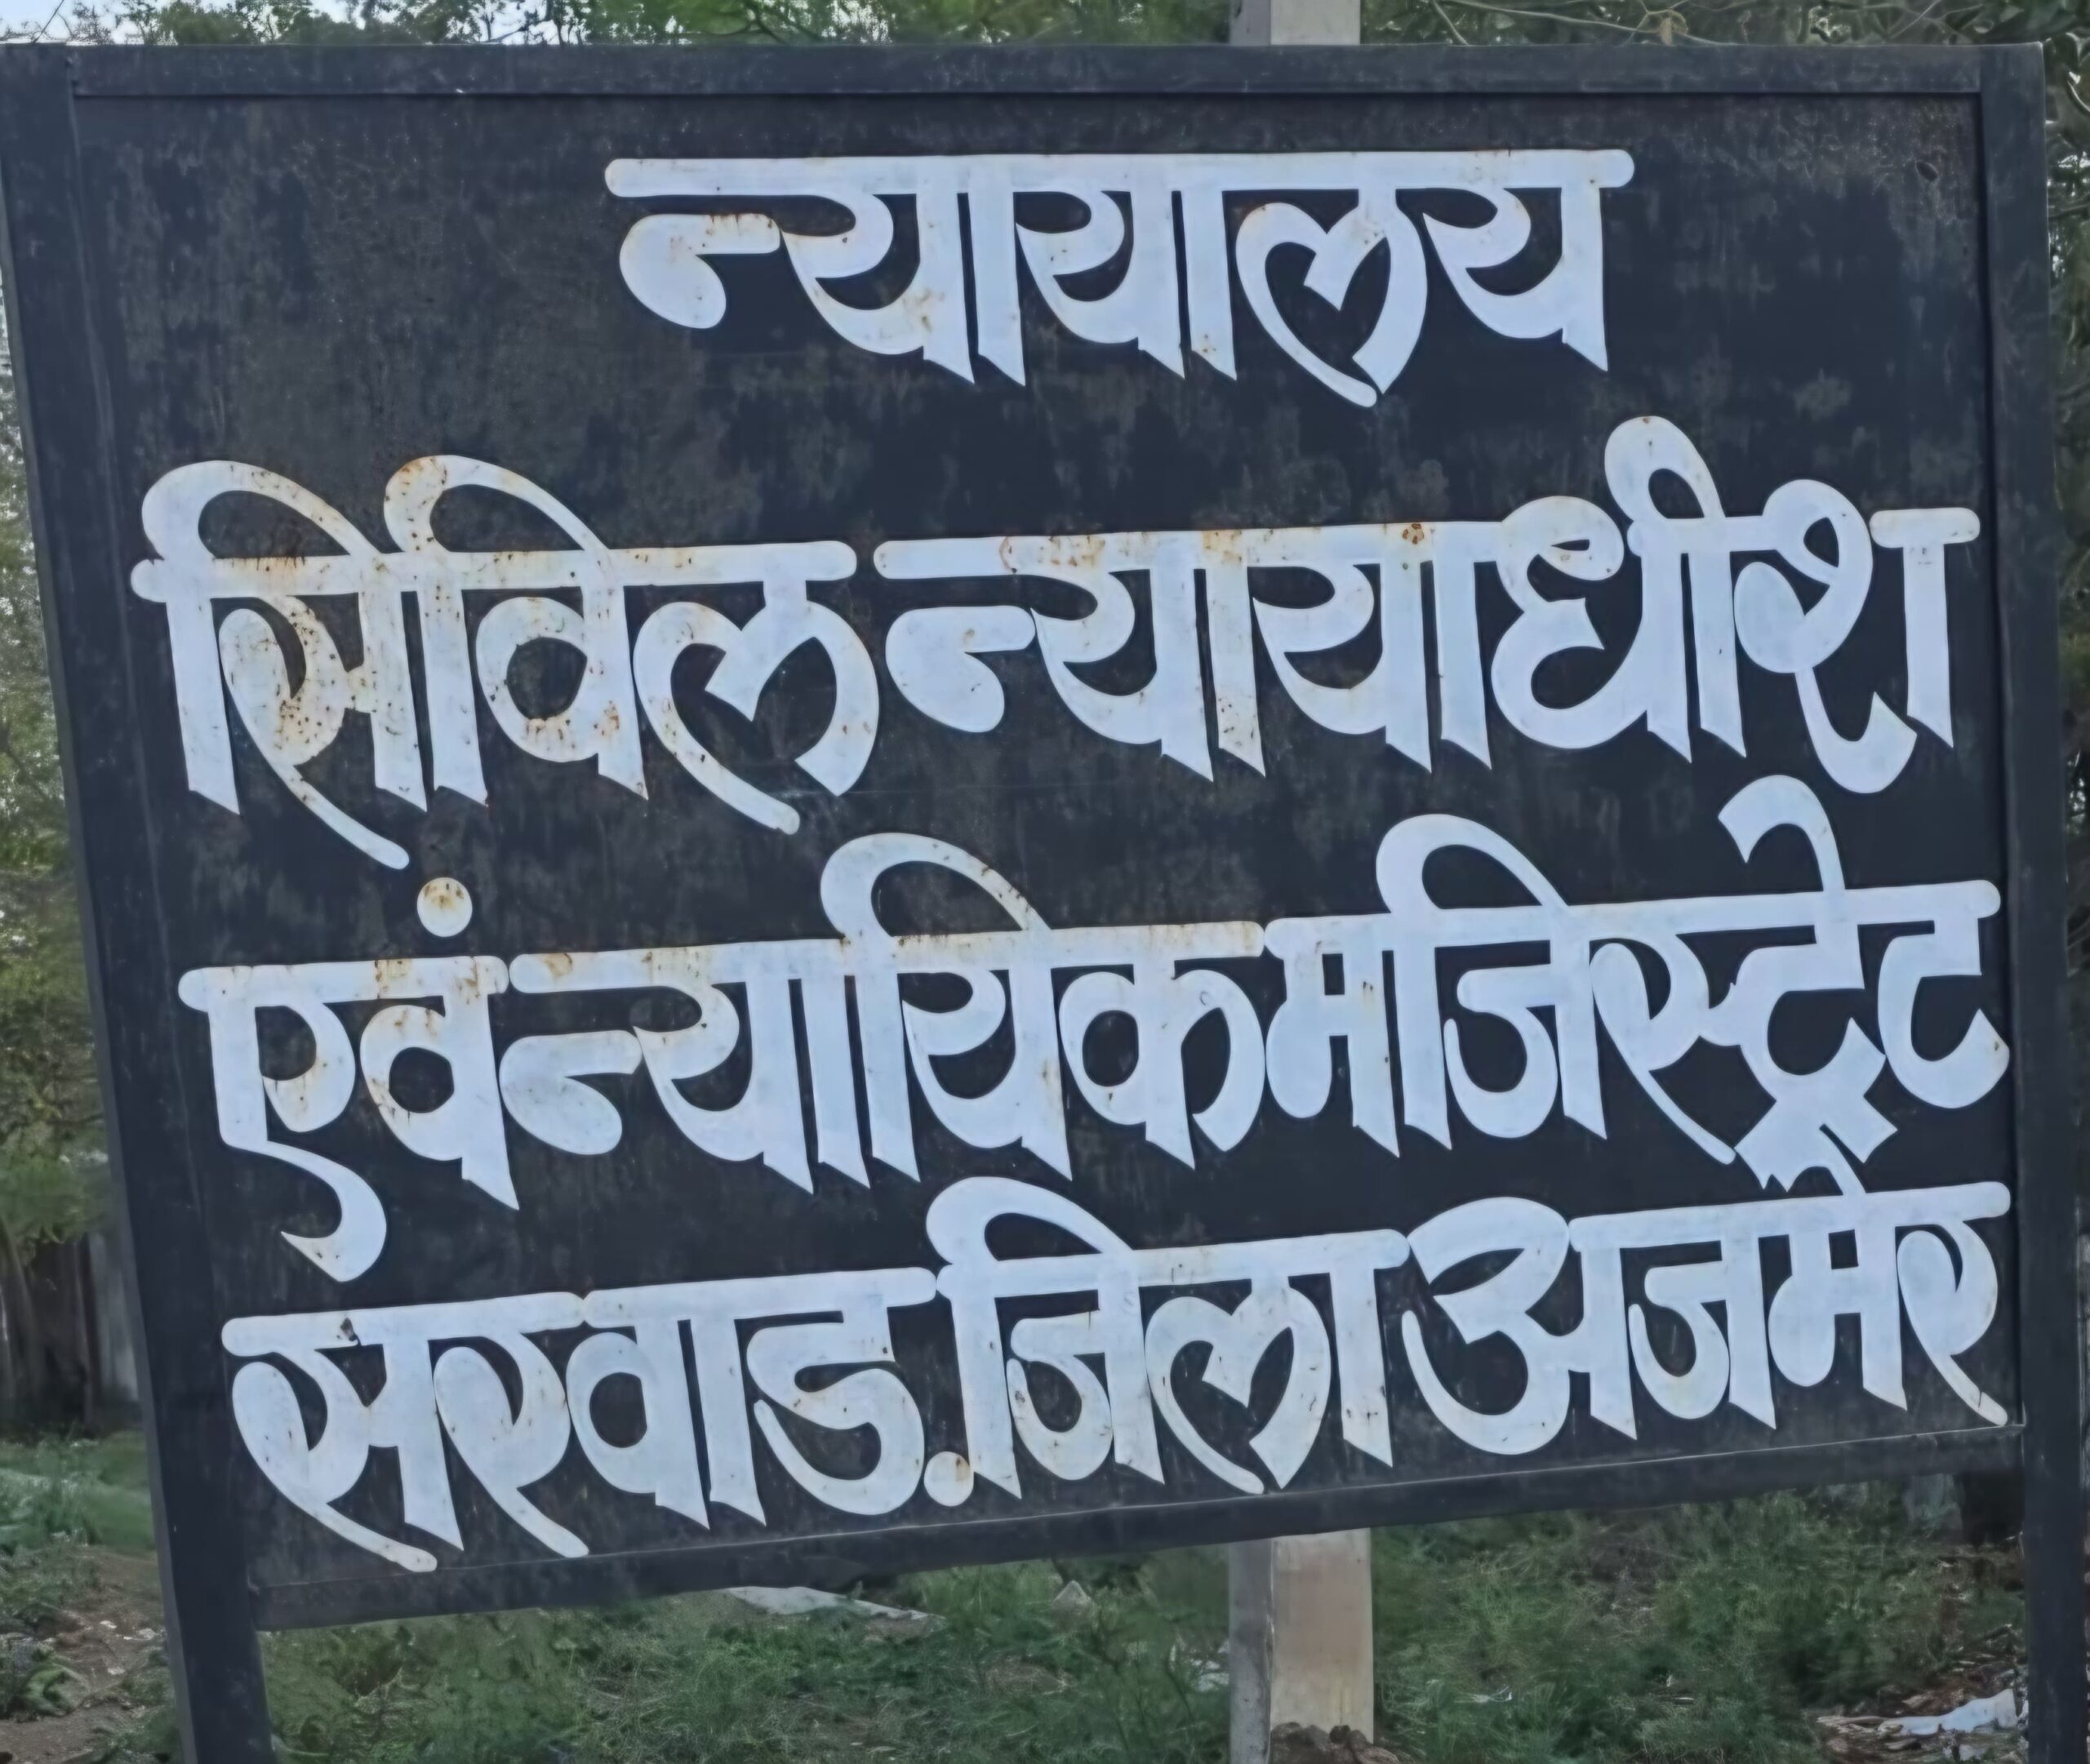 न्यायालय
सिविल न्यायाधीश
एवं न्यायिक मजिस्ट्रेट
सरवाड.जिला अजमेर